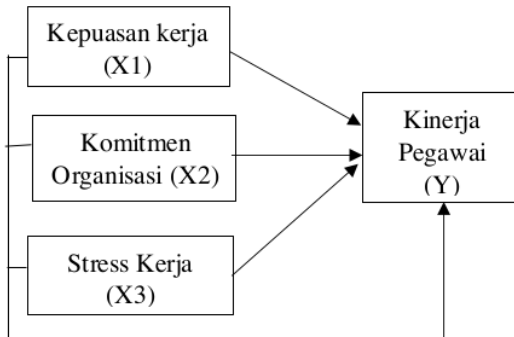 Kepuasan kerja
(X1)
Komitmen
Organisasi (X2)
Stress Kerja
(X3)
Kinerja
Pegawai
(Y)